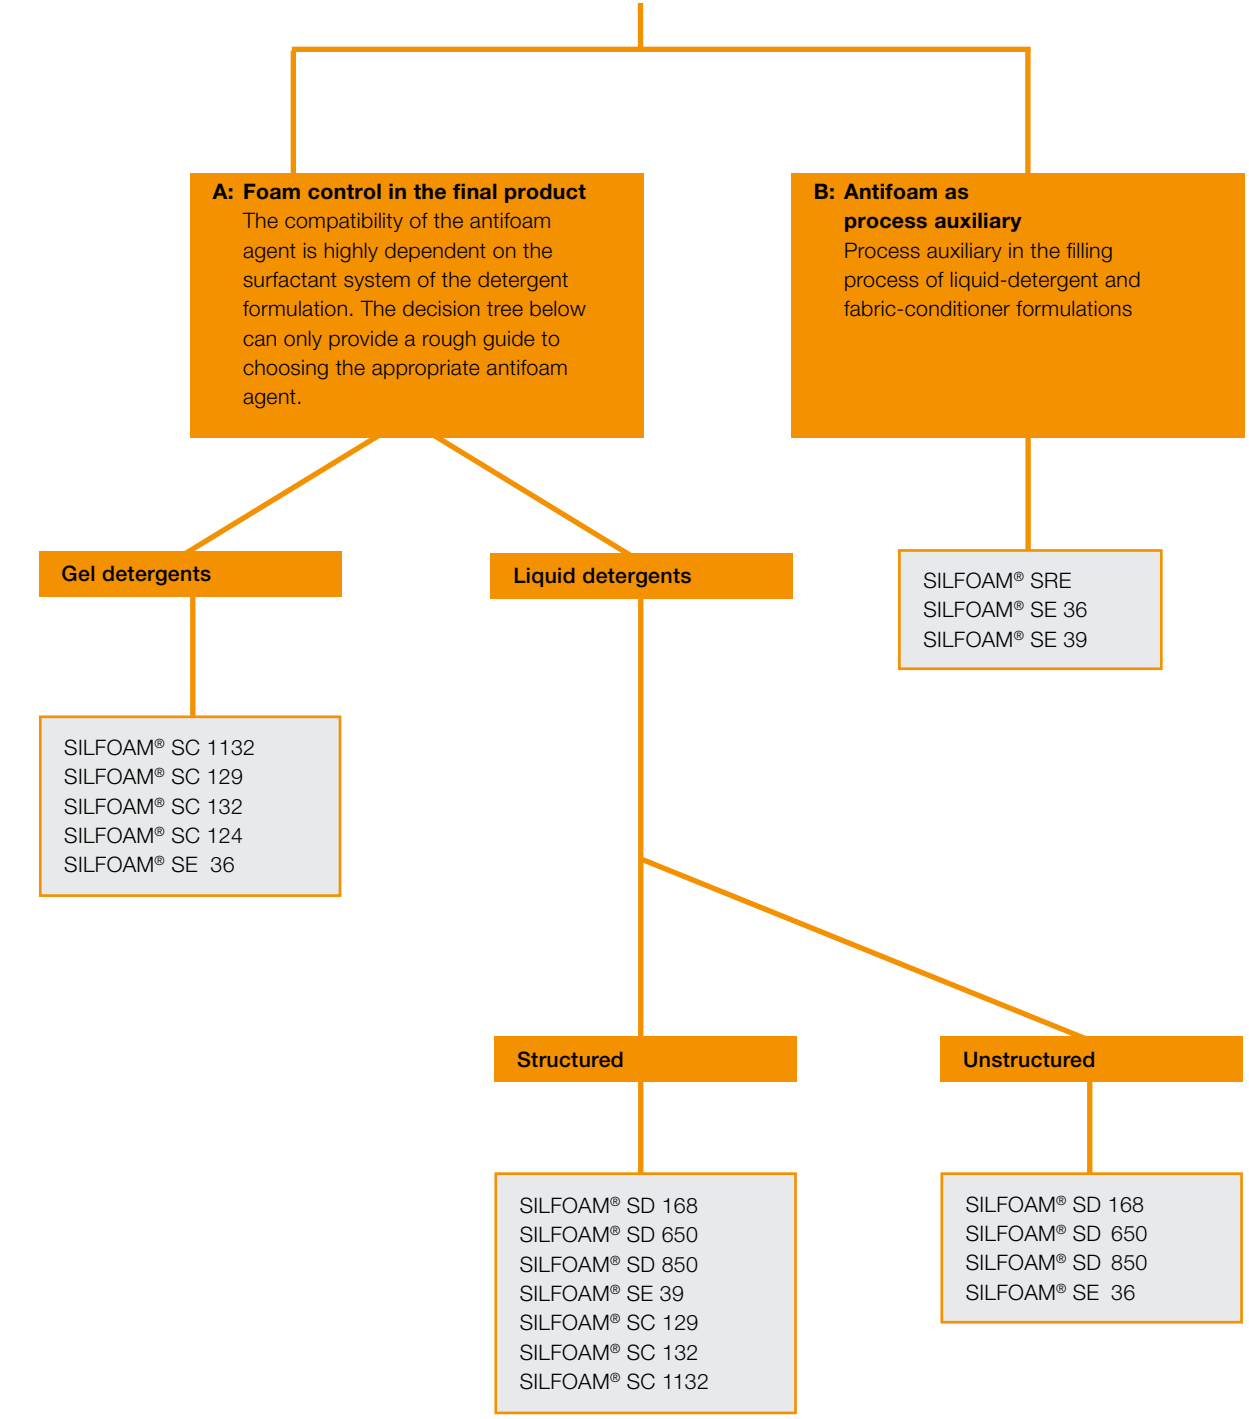 A: Foam control in the final product
The compatibility of the antifoam
agent is highly dependent on the
surfactant system of the detergent
formulation. The decision tree below
can only provide a rough guide to
choosing the appropriate antifoam
agent.
B: Antifoam as
process auxiliary
Process auxiliary in the filling
process of liquid-detergent and
fabric-conditioner formulations
Gel detergents
Liquid detergents
SILFOAM® SRE
SILFOAM® SE 36
SILFOAM® SE 39
SILFOAM® SC 1132
SILFOAM® SC 129
SILFOAM® SC 132
SILFOAM® SC 124
SILFOAM® SE 36
Structured
Unstructured
SILFOAM® SD 168
SILFOAM® SD 650
SILFOAM® SD 850
SILFOAM® SE 39
SILFOAM® SC 129
SILFOAM® SC 132
SILFOAM® SC 1132
SILFOAM® SD 168
SILFOAM® SD 650
SILFOAM® SD 850
SILFOAM® SE 36